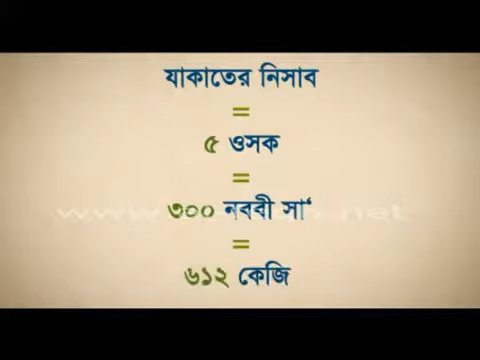 যাকাতের নিসাব
=
৫ ওসক
=
৩০০ নববী সা‘
=
৬১২ কেজি